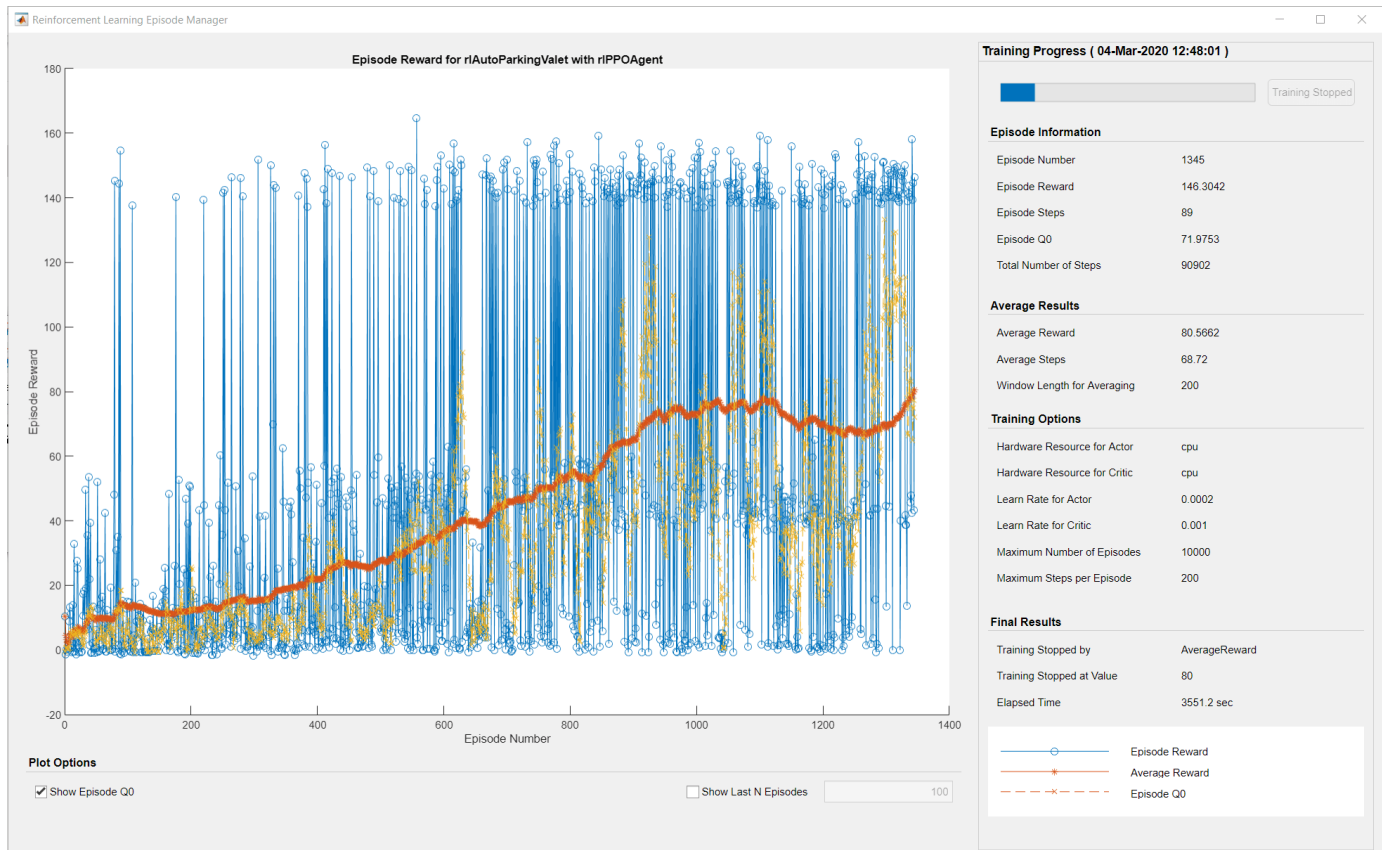 Reinforcement Learning Episode Manager
Episode Reward for rlAutoParkingValet with rlPPOAgent
180
160
140
120
100
80
60
40
20
0
-20
Episode Reward
0 200 400 600 800 1000 1200 1400
Episode Number
Plot Options
Show Episode Q0
Show Last N Episodes 100
Training Progress ( 04-Mar-2020 12:48:01 )
Training Stopped
Episode Information
Episode Number 1345
Episode Reward 146.3042
Episode Steps 89
Episode Q0 71.9753
Total Number of Steps 90902
Average Results
Average Reward 80.5662
Average Steps 68.72
Window Length for Averaging 200
Training Options
Hardware Resource for Actor cpu
Hardware Resource for Critic cpu
Learn Rate for Actor 0.0002
Learn Rate for Critic 0.001
Maximum Number of Episodes 10000
Maximum Steps per Episode 200
Final Results
Training Stopped by AverageReward
Training Stopped at Value 80
Elapsed Time 3551.2 sec
Episode Reward
Average Reward
Episode Q0